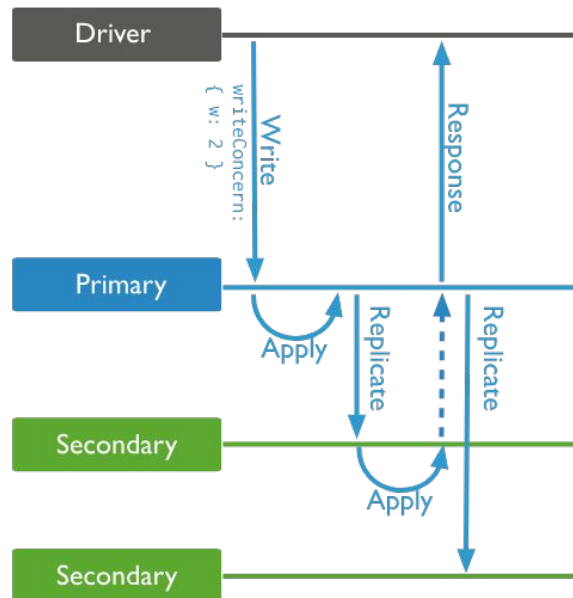 Driver
Write
writeConcern:
{ w: 2 }
Response
Primary
Apply
Replicate
Replicate
Secondary
Apply
Secondary